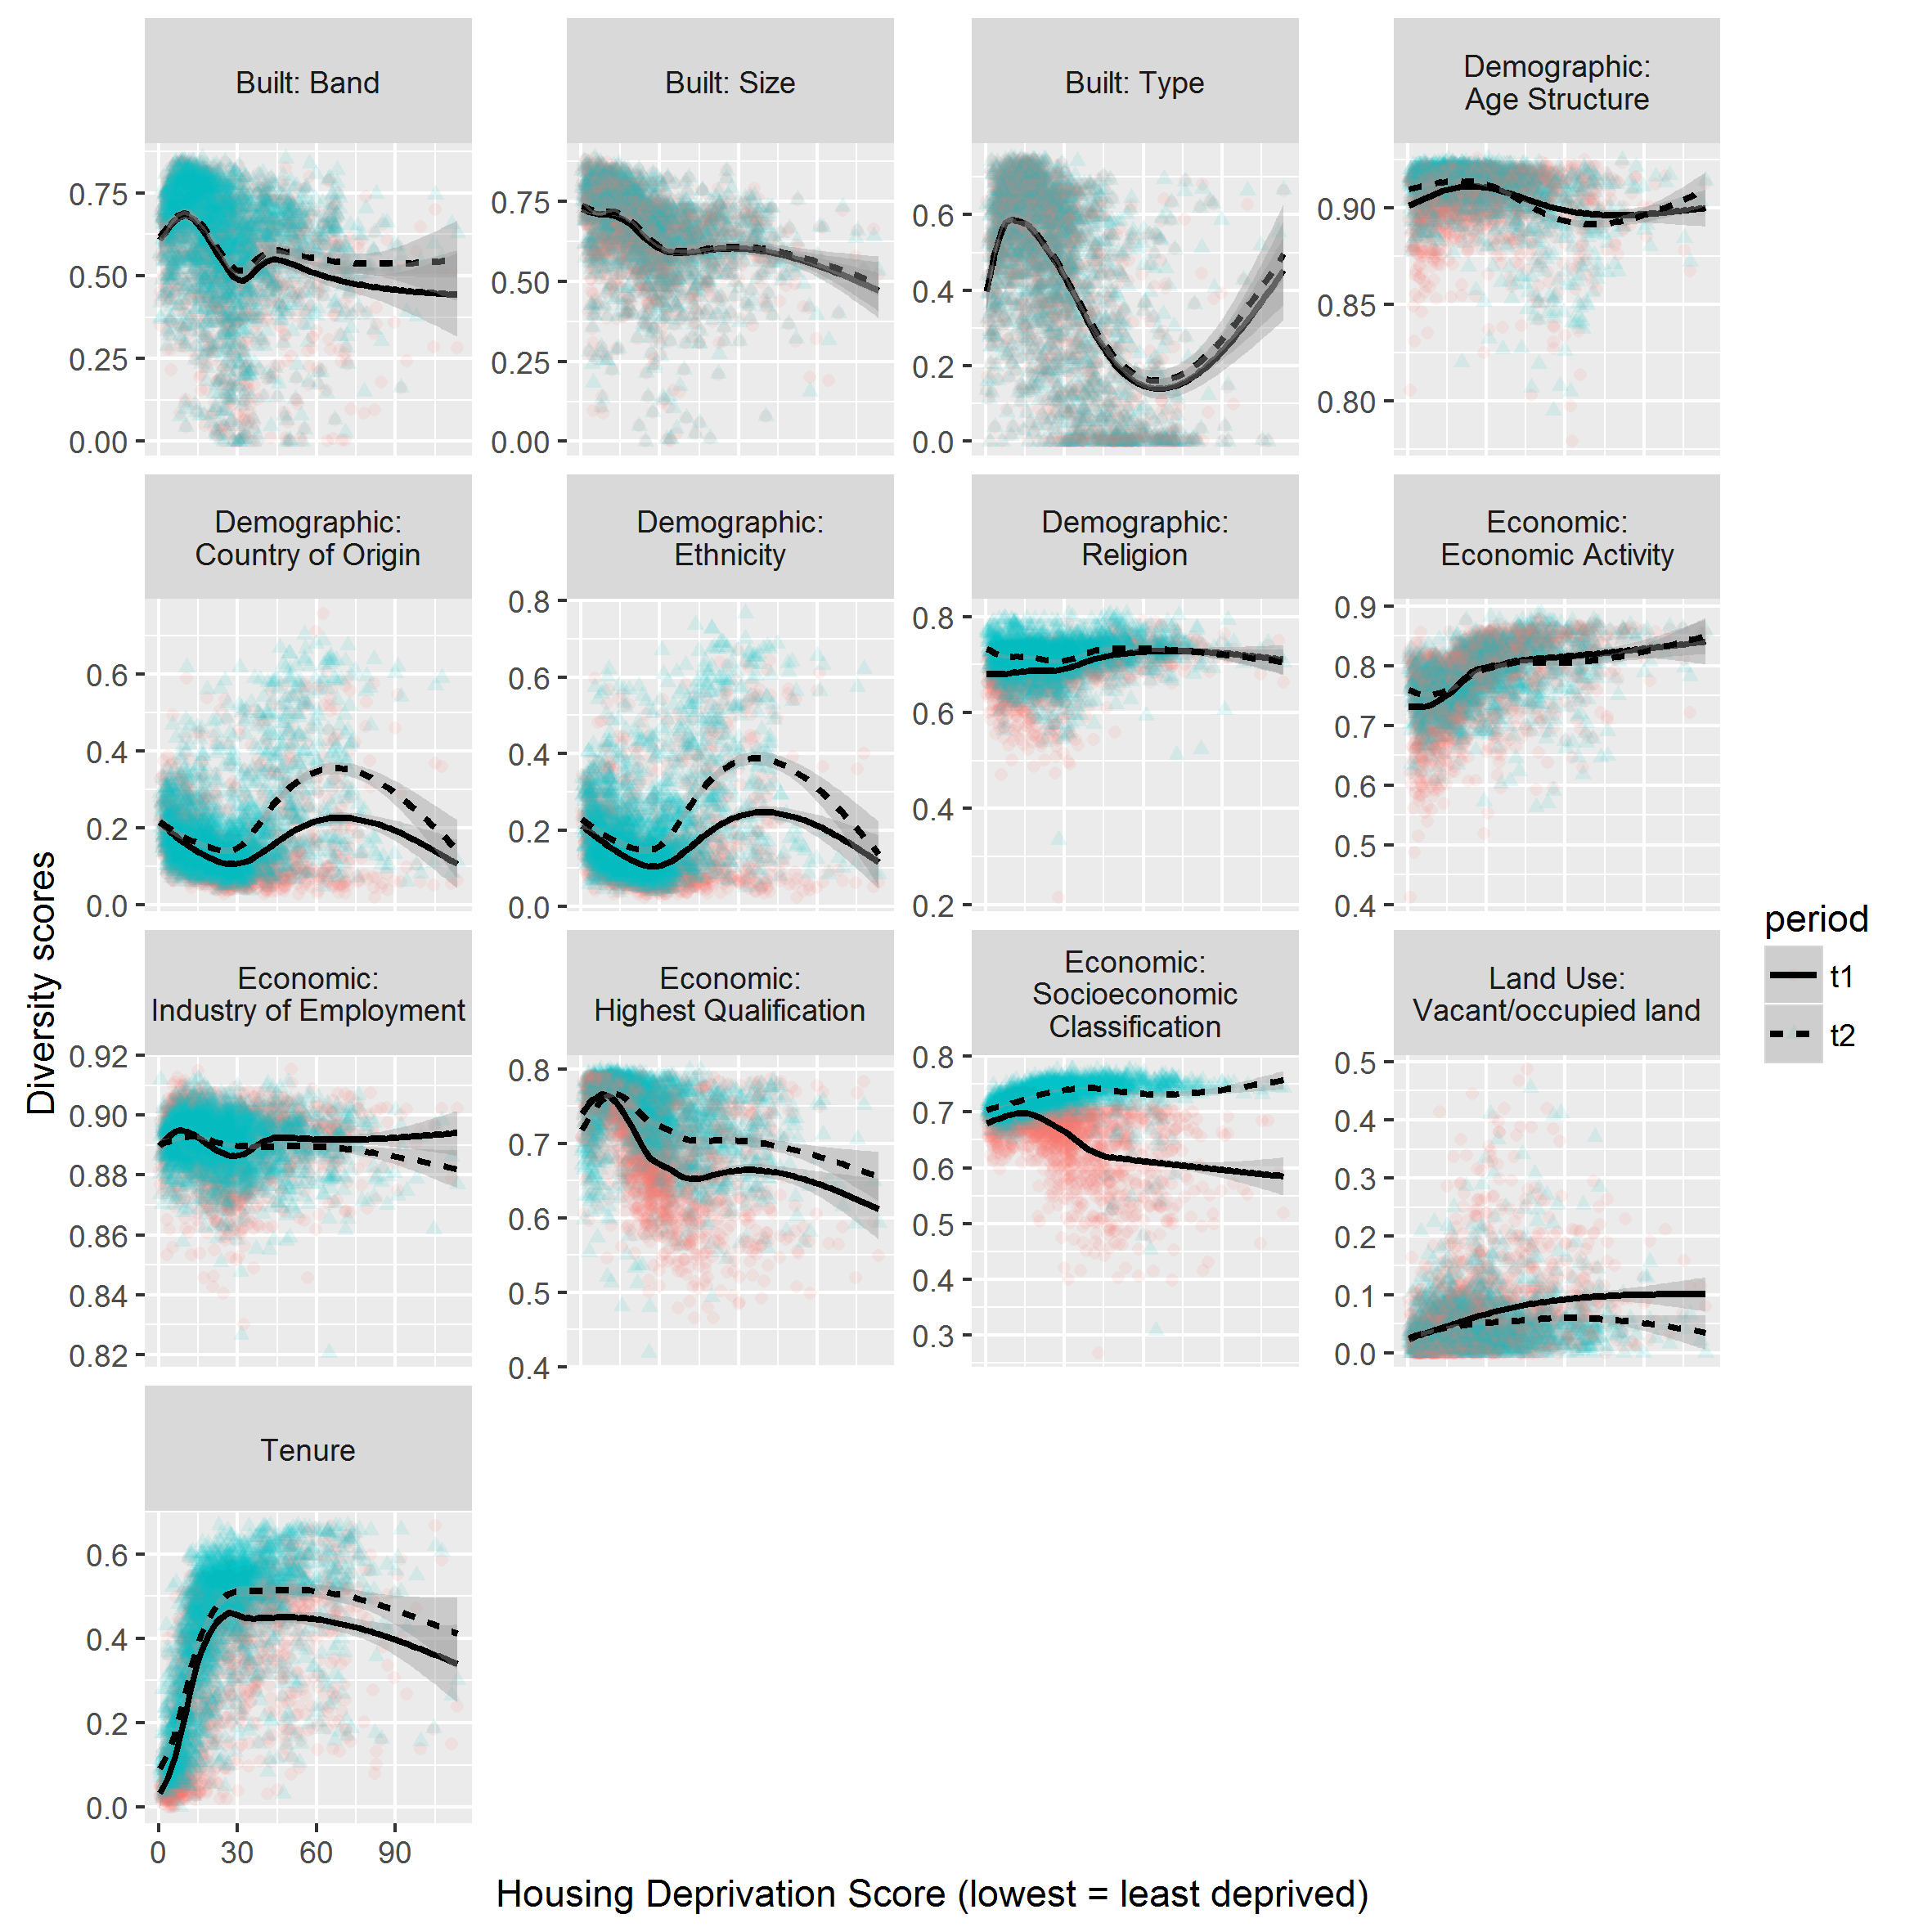 Built: Band
Built: Size
Built: Type
Demographic:
Age Structure
0.75
0.50
0.25
0.00
0.75
0.50
0.25
0.00
0.6
0.4
0.2
0.0
0.90
0.85
0.80
Demographic:
Country of Origin
Demographic:
Ethnicity
Demographic:
Religion
Economic:
Economic Activity
0.6
0.4
0.2
0.0
0.8
0.6
0.4
0.2
0.0
0.8
0.6
0.4
0.2
0.9
0.8
0.7
0.6
0.5
0.4
Economic:
Industry of Employment
Economic:
Highest Qualification
Economic:
Socioeconomic
Classification
Land Use:
Vacant/occupied land
0.92
0.90
0.88
0.86
0.84
0.82
0.8
0.7
0.6
0.5
0.4
0.8
0.7
0.6
0.5
0.4
0.3
0.5
0.4
0.3
0.2
0.1
0.0
Tenure
0.6
0.4
0.2
0.0
0 30 60 90
Diversity scores
Housing Deprivation Score (lowest = least deprived)
period
t1
t2